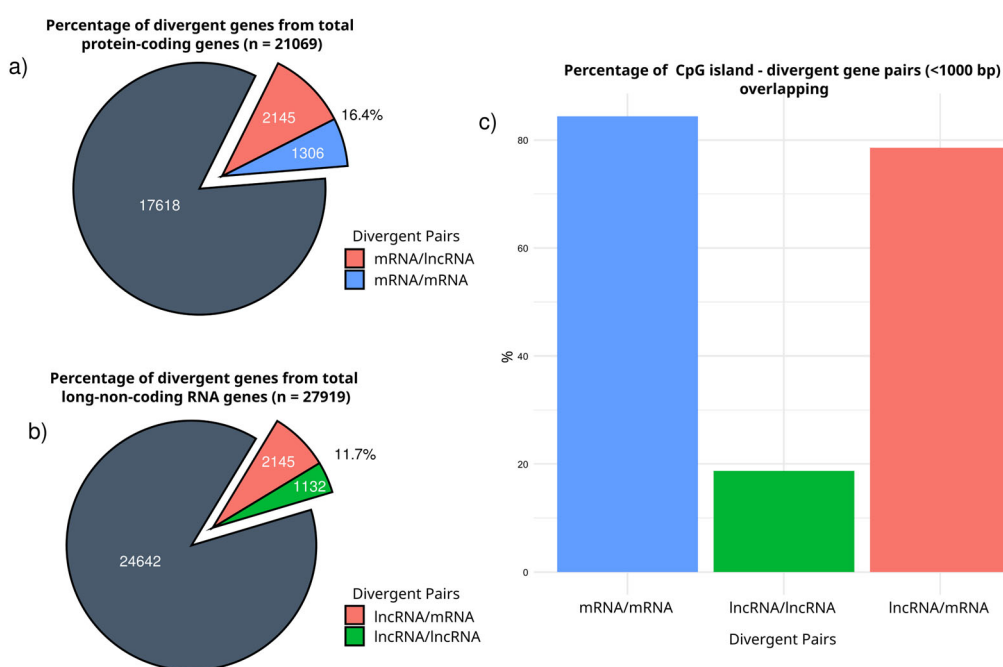 Percentage of divergent genes from total
protein-coding genes (n = 21069)
a)
2145
16.4%
1306
17618
Divergent Pairs
mRNA/lncRNA
mRNA/mRNA
Percentage of divergent genes from total
long-non-coding RNA genes (n = 27919)
b)
2145
11.7%
1132
24642
Divergent Pairs
lncRNA/mRNA
lncRNA/lncRNA
Percentage of CpG island - divergent gene pairs (<1000 bp)
overlapping
c)
80
60
%
40
20
0
mRNA/mRNA
lncRNA/lncRNA
lncRNA/mRNA
Divergent Pairs